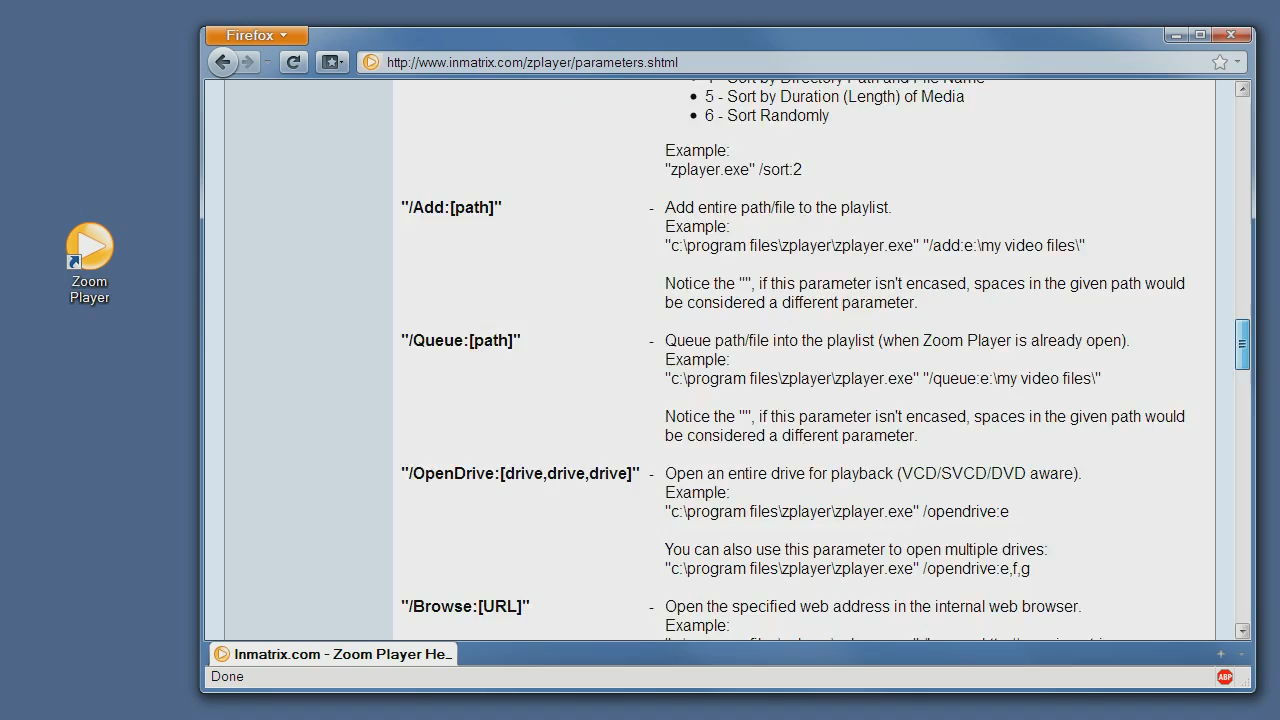 Firefox
http://www.inmatrix.com/zplayer/parameters.shtml
Sort by Directory Path and File Name
• 5 - Sort by Duration (Length) of Media
• 6 - Sort Randomly
Example:
"zplayer.exe" /sort:2
"/Add:[path]" - Add entire path/file to the playlist.
Example:
"c:\program files\zplayer\zplayer.exe" "/add:e:\my video files\"
Notice the "", if this parameter isn't encased, spaces in the given path would
be considered a different parameter.
"/Queue:[path]" - Queue path/file into the playlist (when Zoom Player is already open).
Example:
"c:\program files\zplayer\zplayer.exe" "/queue:e:\my video files\"
Notice the "", if this parameter isn't encased, spaces in the given path would
be considered a different parameter.
"/OpenDrive:[drive,drive,drive]" - Open an entire drive for playback (VCD/SVCD/DVD aware).
Example:
"c:\program files\zplayer\zplayer.exe" /opendrive:e
You can also use this parameter to open multiple drives:
"c:\program files\zplayer\zplayer.exe" /opendrive:e,f,g
"/Browse:[URL]" - Open the specified web address in the internal web browser.
Example:
Inmatrix.com - Zoom Player He...
Done
ABP
Zoom
Player